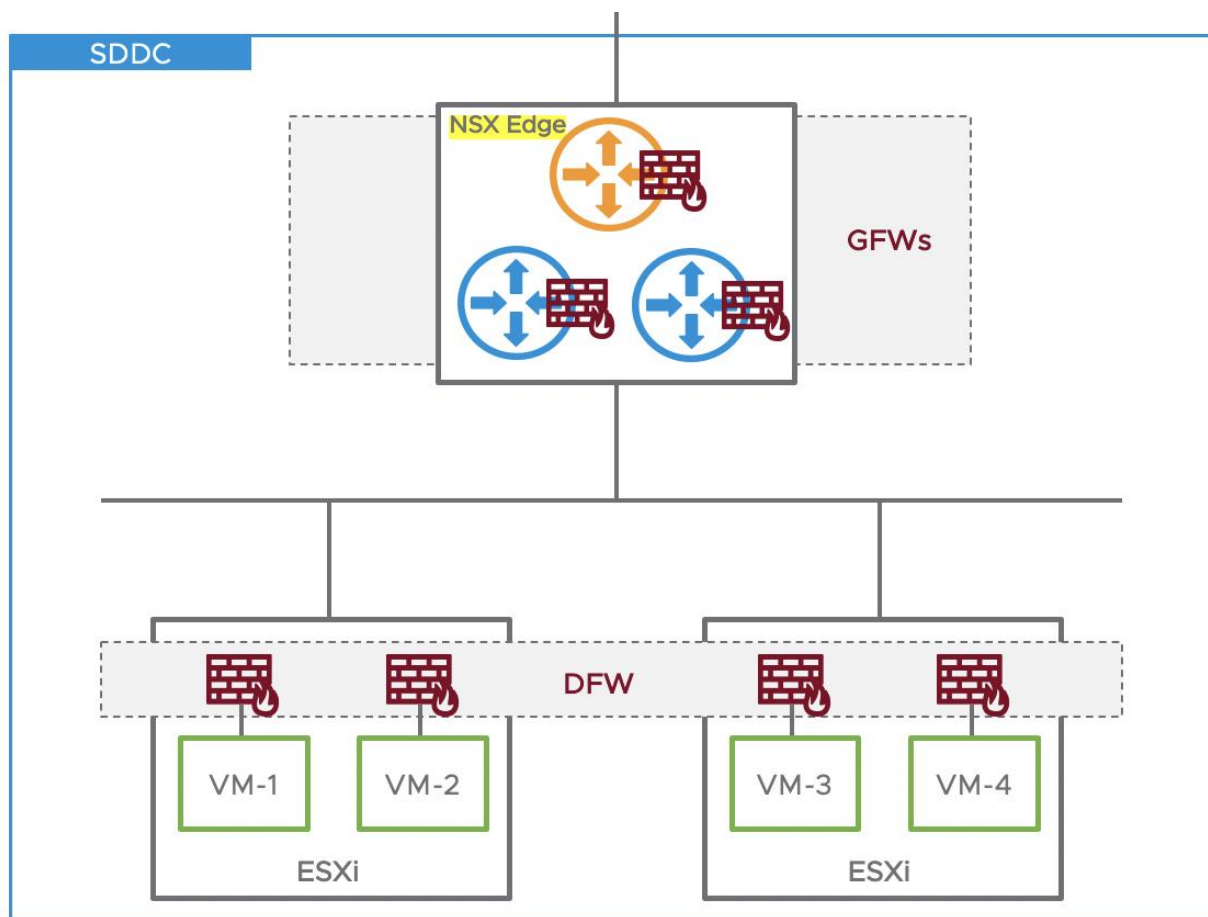 SDDC
NSX Edge
GFWs
DFW
VM-1
VM-2
VM-3
VM-4
ESXi
ESXi